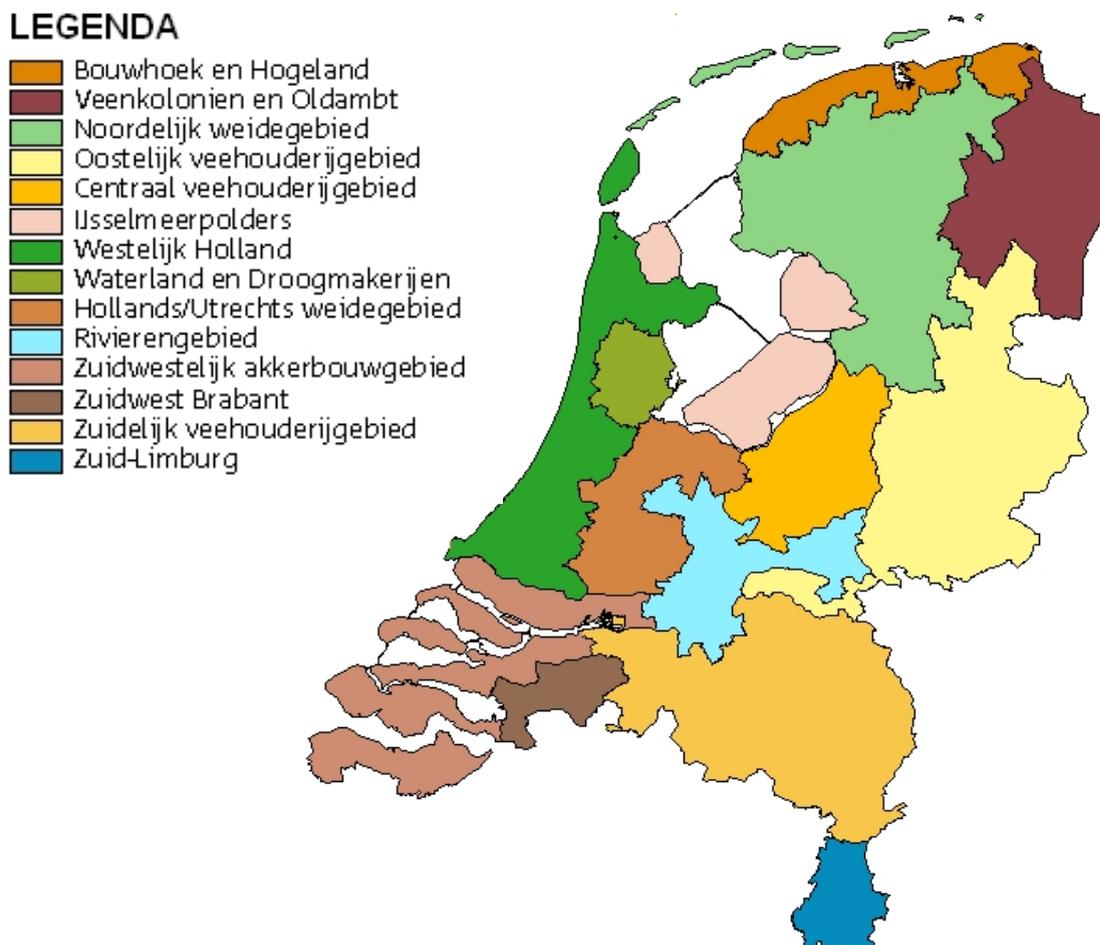 LEGENDA
Bouwhoek en Hogeland
Veenkolonien en Oldambt
Noordelijk weidegebied
Oostelijk veehouderijgebied
Centraal veehouderijgebied
IJsselmeerpolders
Westelijk Holland
Waterland en Droogmakerijen
Hollands/Utrechts weidegebied
Rivierengebied
Zuidwestelijk akkerbouwgebied
Zuidwest Brabant
Zuidelijk veehouderijgebied
Zuid-Limburg